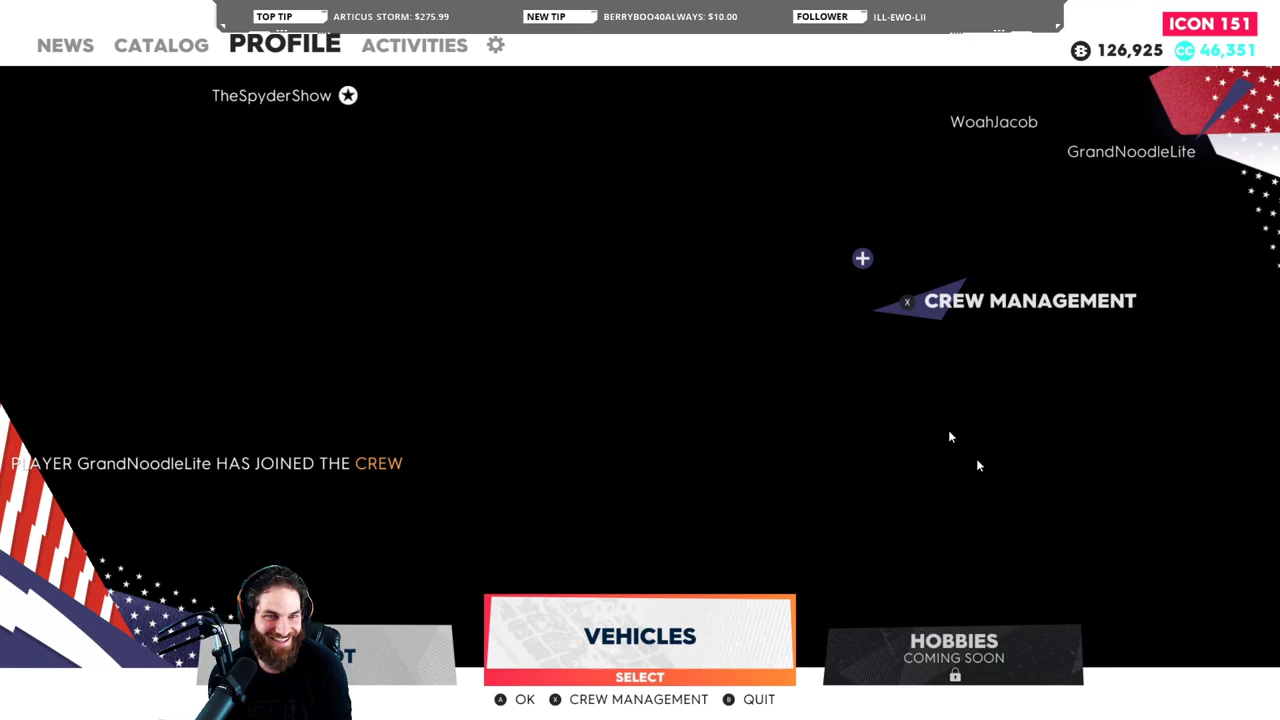 TOP TIP ARTICUS STORM: $275.99 NEW TIP BERRYBOO40ALWAYS: $10.00 FOLLOWER ILL-EWO-LII
ICON 151
NEWS CATALOG PROFILE ACTIVITIES
B 126,925 CC 46,351
TheSpyderShow
WoahJacob
GrandNoodleLite
X CREW MANAGEMENT
PLAYER GrandNoodleLite HAS JOINED THE CREW
VEHICLES
SELECT
HOBBIES
COMING SOON
A OK X CREW MANAGEMENT B QUIT